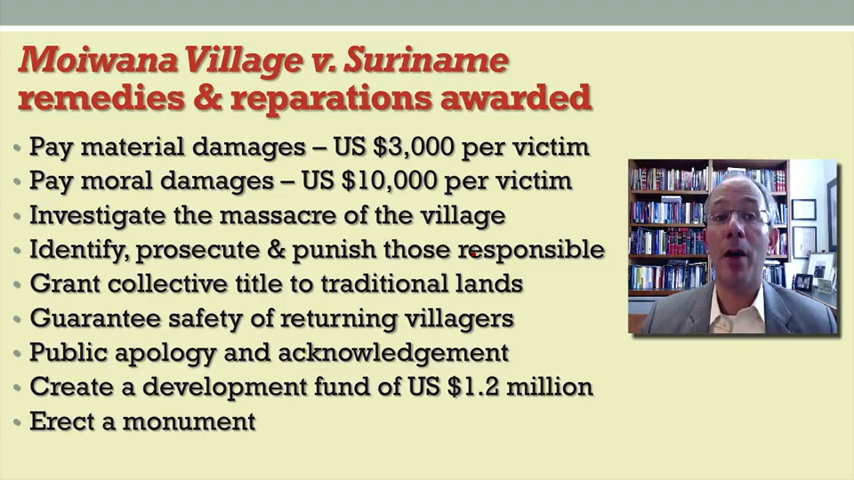 Moiwana Village v. Suriname
remedies & reparations awarded
• Pay material damages – US $3,000 per victim
• Pay moral damages – US $10,000 per victim
• Investigate the massacre of the village
• Identify, prosecute & punish those responsible
• Grant collective title to traditional lands
• Guarantee safety of returning villagers
• Public apology and acknowledgement
• Create a development fund of US $1.2 million
• Erect a monument